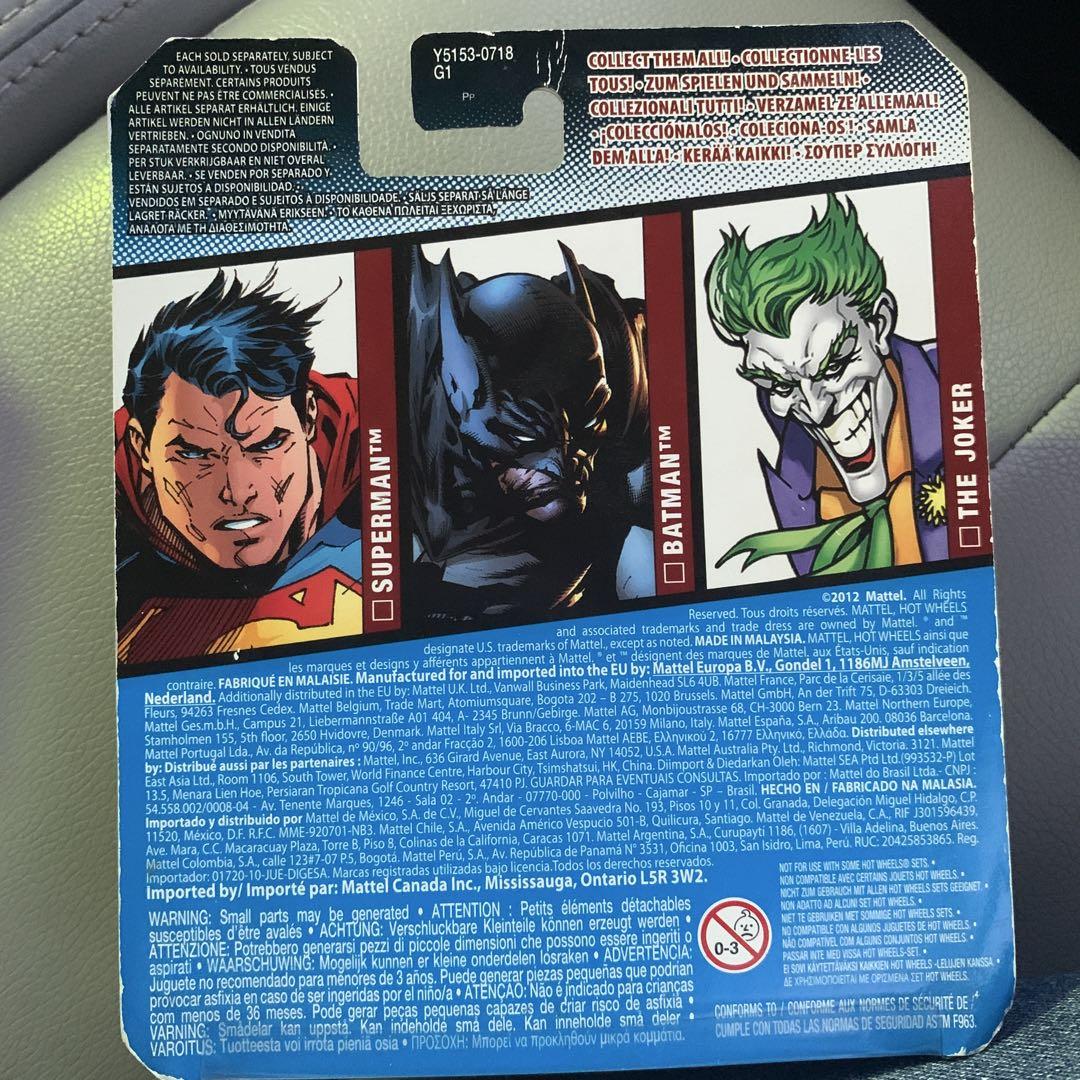 EACH SOLD SEPARATELY, SUBJECT
TO AVAILABILITY. • TOUS VENDUS
SEPAREMENT. CERTAINS PRODUITS
PEUVENT NE PAS ÊTRE COMMERCIALISES. •
ALLE ARTIKEL SEPARAT ERHÄLTLICH. EINIGE
ARTIKEL WERDEN NICHT IN ALLEN LÄNDERN
VERTRIEBEN. • OGNUNO IN VENDITA
SEPARATAMENTE SECONDO DISPONIBILITÀ. •
PER STUK VERKRIJGBAAR EN NIET OVERAL
LEVERBAAR. • SE VENDEN POR SEPARADO Y
ESTÁN SUJETOS A DISPONIBILIDAD. •
VENDIDOS EM SEPARADO E SUJEITOS À DISPONIBILIDADE. • SÄLJS SEPARAT SÅ LÄNGE
LAGRET RÄCKER. • MYYTÄVÄNÄ ERIKSEEN. • ΤΟ ΚΑΘΕΝΑ ΠΩΛΕΙΤΑΙ ΞΕΧΩΡΙΣΤΑ,
ΑΝΑΛΟΓΑ ΜΕ ΤΗ ΔΙΑΘΕΣΙΜΟΤΗΤΑ.
Y5153-0718
G1
PP
COLLECT THEM ALL! • COLLECTIONNE-LES
TOUS! • ZUM SPIELEN UND SAMMELN! •
COLLEZIONALI TUTTI! • VERZAMEL ZE ALLEMAAL!
• ¡COLECCIÓNALOS! • COLECIONA-OS! • SAMLA
DEM ALLA! • KERÄÄ KAIKKI! • ΣΟΥΠΕΡ ΣΥΛΛΟΓΗ!
SUPERMAN™
BATMAN™
THE JOKER
©2012 Mattel. All Rights
Reserved. Tous droits réservés. MATTEL, HOT WHEELS
and associated trademarks and trade dress are owned by Mattel. ® and ™
designate U.S. trademarks of Mattel, except as noted. MADE IN MALAYSIA. MATTEL, HOT WHEELS ainsi que
les marques et designs y afférents appartiennent à Mattel. ® et ™ désignent des marques de Mattel. aux États-Unis, sauf indication
contraire. FABRIQUÉ EN MALAISIE. Manufactured for and imported into the EU by: Mattel Europa B.V., Gondel 1, 1186MJ Amstelveen,
Nederland. Additionally distributed in the EU by: Mattel U.K. Ltd., Vanwall Business Park, Maidenhead SL6 4UB. Mattel France, Parc de la Cerisaie, 1/3/5 allée des
Fleurs, 94263 Fresnes Cedex. Mattel Belgium, Trade Mart, Atomiumsquare, Bogota 202 – B 275, 1020 Brussels. Mattel GmbH, An der Trift 75, D-63303 Dreieich.
Mattel Ges.m.b.H., Campus 21, Liebermannstraße A01 404, A- 2345 Brunn/Gebirge. Mattel AG, Monbijoustrasse 68, CH-3000 Bern 23. Mattel Northern Europe,
Stamholmen 155, 5th floor, 2650 Hvidovre, Denmark. Mattel Italy Srl, Via Bracco, 6-MAC 6, 20159 Milano, Italy. Mattel España, S.A., Aribau 200. 08036 Barcelona.
Mattel Portugal Lda., Av. da República, nº 90/96, 2º andar Fracção 2, 1600-206 Lisboa Mattel AEBE, Ελληνικού 2, 16777 Ελληνικό, Ελλάδα. Distributed elsewhere
by: Distribué aussi par les partenaires : Mattel, Inc., 636 Girard Avenue, East Aurora, NY 14052, U.S.A. Mattel Australia Pty. Ltd., Richmond, Victoria. 3121. Mattel
East Asia Ltd., Room 1106, South Tower, World Finance Centre, Harbour City, Tsimshatsui, HK, China. Diimport & Diedarkan Oleh: Mattel SEA Ptd Ltd.(993532-P) Lot
13.5, Menara Lien Hoe, Persiaran Tropicana Golf Country Resort, 47410 PJ. GUARDAR PARA EVENTUAIS CONSULTAS. Importado por : Mattel do Brasil Ltda.- CNPJ :
54.558.002/0008-04 - Av. Tenente Marques, 1246 - Sala 02 - 2º. Andar - 07770-000 - Polvilho - Cajamar - SP – Brasil. HECHO EN / FABRICADO NA MALASIA.
Importado y distribuido por Mattel de México, S.A. de C.V., Miguel de Cervantes Saavedra No. 193, Pisos 10 y 11, Col. Granada, Delegación Miguel Hidalgo, C.P.
11520, México, D.F. R.F.C. MME-920701-NB3. Mattel Chile, S.A., Avenida Américo Vespucio 501-B, Quilicura, Santiago. Mattel de Venezuela, C.A., RIF J301596439,
Ave. Mara, C.C. Macaracuay Plaza, Torre B, Piso 8, Colinas de la California, Caracas 1071. Mattel Argentina, S.A., Curupaytí 1186, (1607) - Villa Adelina, Buenos Aires.
Mattel Colombia, S.A., calle 123#7-07 P.5, Bogotá. Mattel Perú, S.A., Av. República de Panamá N° 3531, Oficina 1003, San Isidro, Lima, Perú. RUC: 20425853865. Reg.
Importador: 01720-10-JUE-DIGESA. Marcas registradas utilizadas bajo licencia.Todos los derechos reservados.
Imported by/ Importé par: Mattel Canada Inc., Mississauga, Ontario L5R 3W2.
WARNING: Small parts may be generated • ATTENTION : Petits éléments détachables
susceptibles d'être avalés • ACHTUNG: Verschluckbare Kleinteile können erzeugt werden •
ATTENZIONE: Potrebbero generarsi pezzi di piccole dimensioni che possono essere ingeriti o
aspirati • WAARSCHUWING: Mogelijk kunnen er kleine onderdelen losraken • ADVERTENCIA:
Juguete no recomendado para menores de 3 años. Puede generar piezas pequeñas que podrían
provocar asfixia en caso de ser ingeridas por el niño/a • ATENÇÃO: Não é indicado para crianças
com menos de 36 meses. Pode gerar peças pequenas capazes de criar risco de asfixia •
VARNING: Smådelar kan uppstå. Kan indeholde små dele. Kan inneholde små deler •
VAROITUS: Tuotteesta voi irrota pieniä osia • ΠΡΟΣΟΧΗ: Μπορεί να προκληθούν μικρά κομμάτια.
0-3
NOT FOR USE WITH SOME HOT WHEELS® SETS. •
NON COMPATIBLE AVEC CERTAINS JOUETS HOT WHEELS. •
NICHT ZUM GEBRAUCH MIT ALLEN HOT WHEELS SETS GEEIGNET. •
NON ADATTO AD ALCUNI SET HOT WHEELS. •
NIET TE GEBRUIKEN MET SOMMIGE HOT WHEELS SETS. •
NO COMPATIBLE CON ALGUNOS JUGUETES DE HOT WHEELS. •
NÃO COMPATÍVEL COM ALGUNS CONJUNTOS HOT WHEELS. •
PASSAR INTE MED VISSA HOT WHEELS-SET. •
EI SOVI KÄYTETTÄVÄKSI KAIKKIEN HOT WHEELS -LELUJEN KANSSA. •
ΔΕ ΧΡΗΣΙΜΟΠΟΙΕΙΤΑΙ ΜΕ ΟΡΙΣΜΕΝΑ ΣΕΤ HOT WHEELS.
CONFORMS TO / CONFORME AUX NORMES DE SÉCURITÉ DE /
CUMPLE CON TODAS LAS NORMAS DE SEGURIDAD ASTM F963.